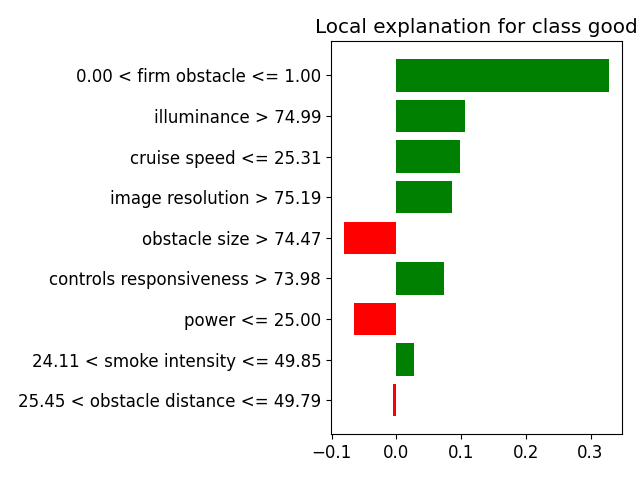 Local explanation for class good
0.00 < firm obstacle <= 1.00
illuminance > 74.99
cruise speed <= 25.31
image resolution > 75.19
obstacle size > 74.47
controls responsiveness > 73.98
power <= 25.00
24.11 < smoke intensity <= 49.85
25.45 < obstacle distance <= 49.79
−0.1 0.0 0.1 0.2 0.3